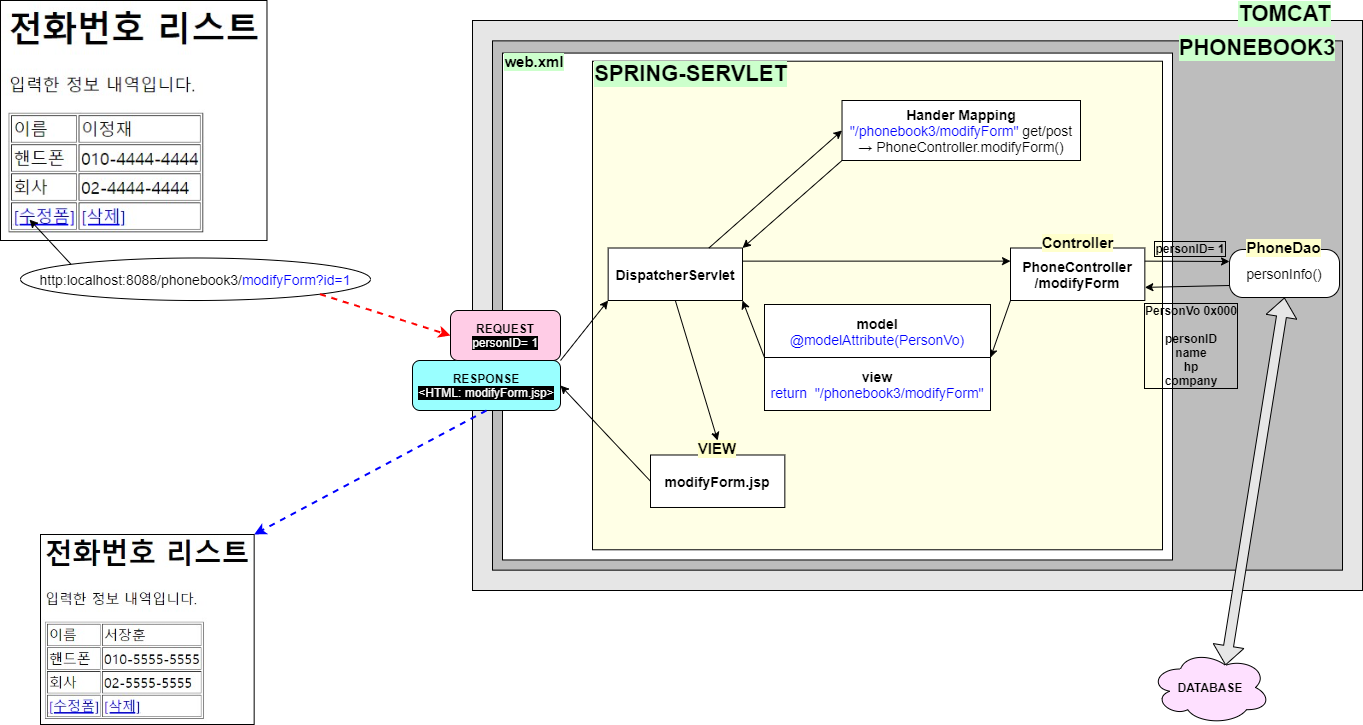 전화번호 리스트
입력한 정보 내역입니다.
이름 이정재
핸드폰 010-4444-4444
회사 02-4444-4444
[수정폼] [삭제]
http:localhost:8088/phonebook3/modifyForm?id=1
TOMCAT
PHONEBOOK3
web.xml
SPRING-SERVLET
Hander Mapping
"/phonebook3/modifyForm" get/post
→ PhoneController.modifyForm()
DispatcherServlet
Controller
PhoneController
/modifyForm
personID= 1
PhoneDao
personInfo()
PersonVo 0x000
personID
name
hp
company
model
@modelAttribute(PersonVo)
view
return "/phonebook3/modifyForm"
REQUEST
personID= 1
RESPONSE
<HTML: modifyForm.jsp>
VIEW
modifyForm.jsp
전화번호 리스트
입력한 정보 내역입니다.
이름 서장훈
핸드폰 010-5555-5555
회사 02-5555-5555
[수정폼] [삭제]
DATABASE